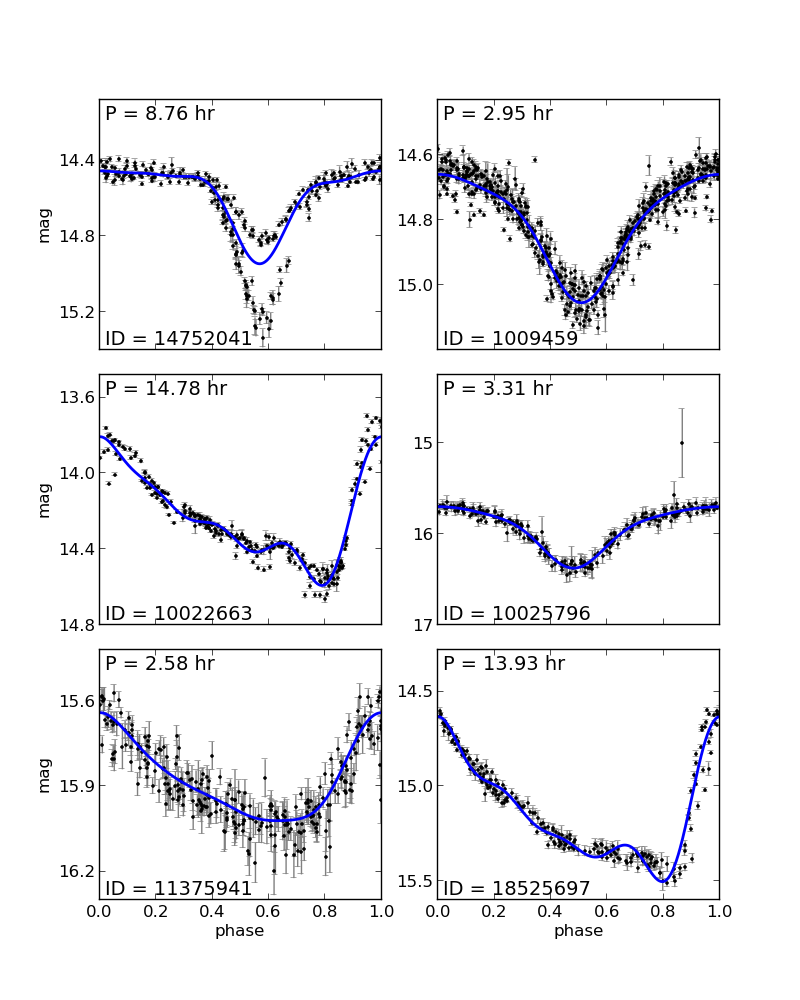 P = 8.76 hr
14.4
14.8
15.2
mag
ID = 14752041
P = 2.95 hr
14.6
14.8
15.0
ID = 1009459
P = 14.78 hr
13.6
14.0
14.4
14.8
mag
ID = 10022663
P = 3.31 hr
15
16
17
ID = 10025796
P = 2.58 hr
15.6
15.9
16.2
mag
ID = 11375941
0.0 0.2 0.4 0.6 0.8 1.0
phase
P = 13.93 hr
14.5
15.0
15.5
ID = 18525697
0.0 0.2 0.4 0.6 0.8 1.0
phase